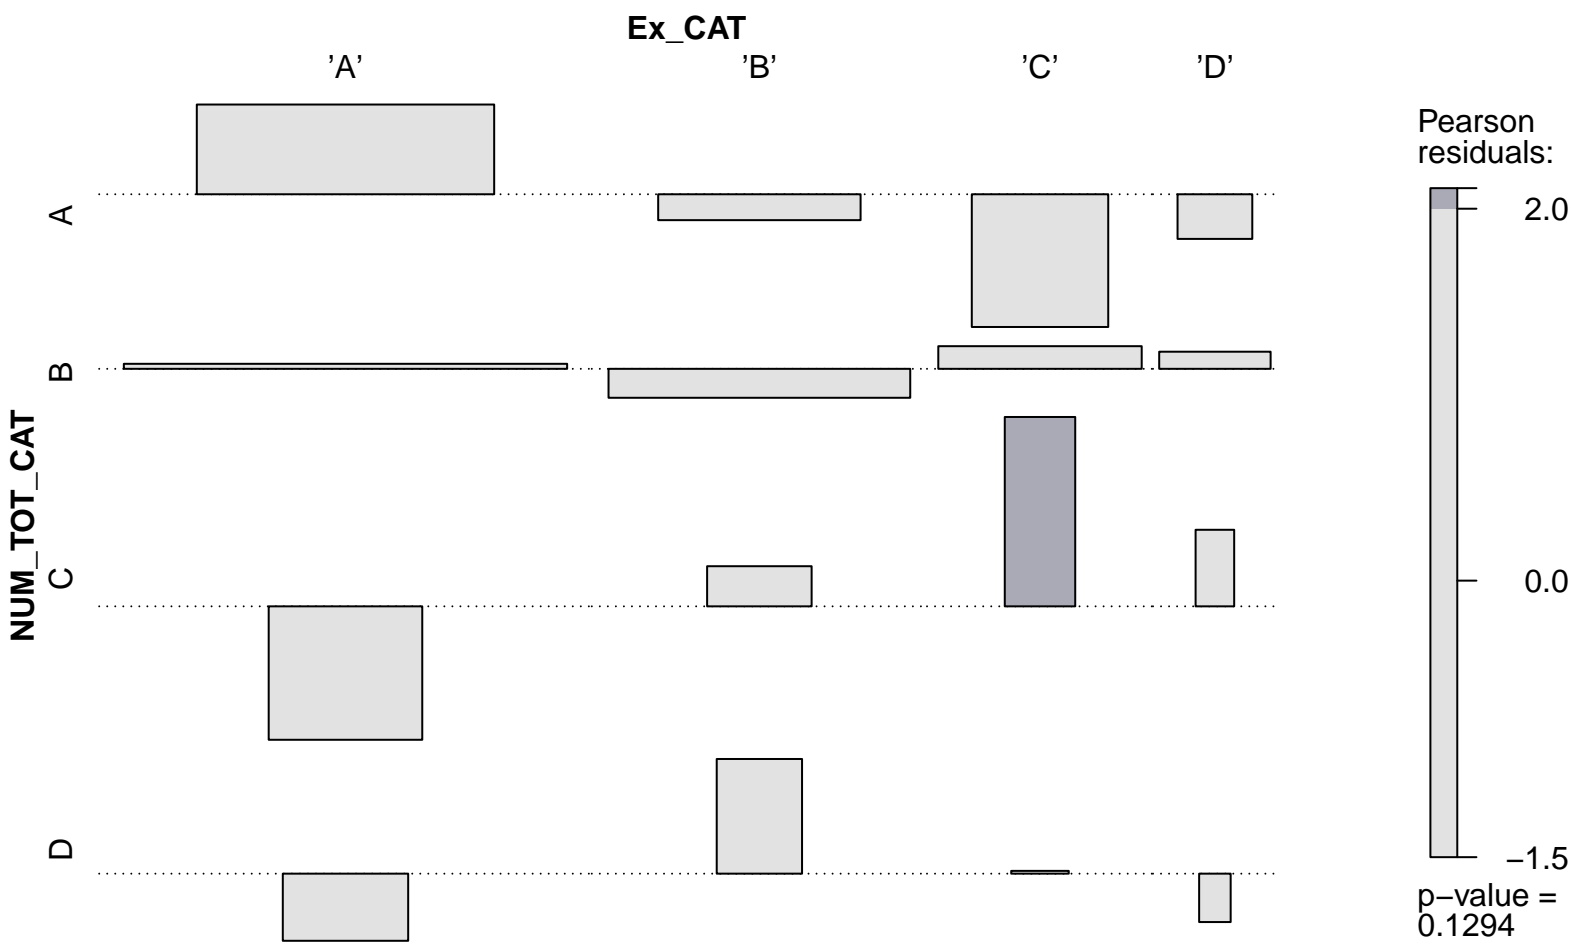 Ex_CAT
’A’ ’B’ ’C’ ’D’
NUM_TOT_CAT
A
B
C
D
Pearson
residuals:
2.0
0.0
−1.5
p−value =
0.1294